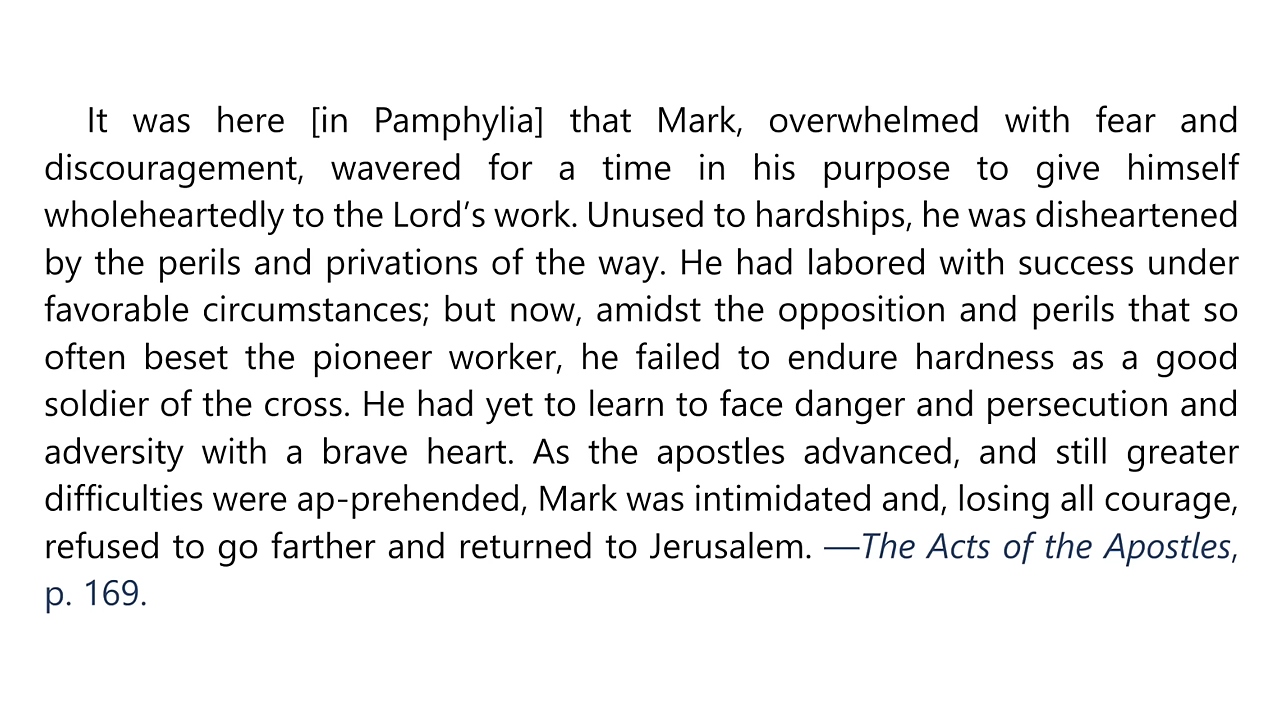 It was here [in Pamphylia] that Mark, overwhelmed with fear and
discouragement, wavered for a time in his purpose to give himself
wholeheartedly to the Lord’s work. Unused to hardships, he was disheartened
by the perils and privations of the way. He had labored with success under
favorable circumstances; but now, amidst the opposition and perils that so
often beset the pioneer worker, he failed to endure hardness as a good
soldier of the cross. He had yet to learn to face danger and persecution and
adversity with a brave heart. As the apostles advanced, and still greater
difficulties were ap-prehended, Mark was intimidated and, losing all courage,
refused to go farther and returned to Jerusalem. —The Acts of the Apostles,
p. 169.